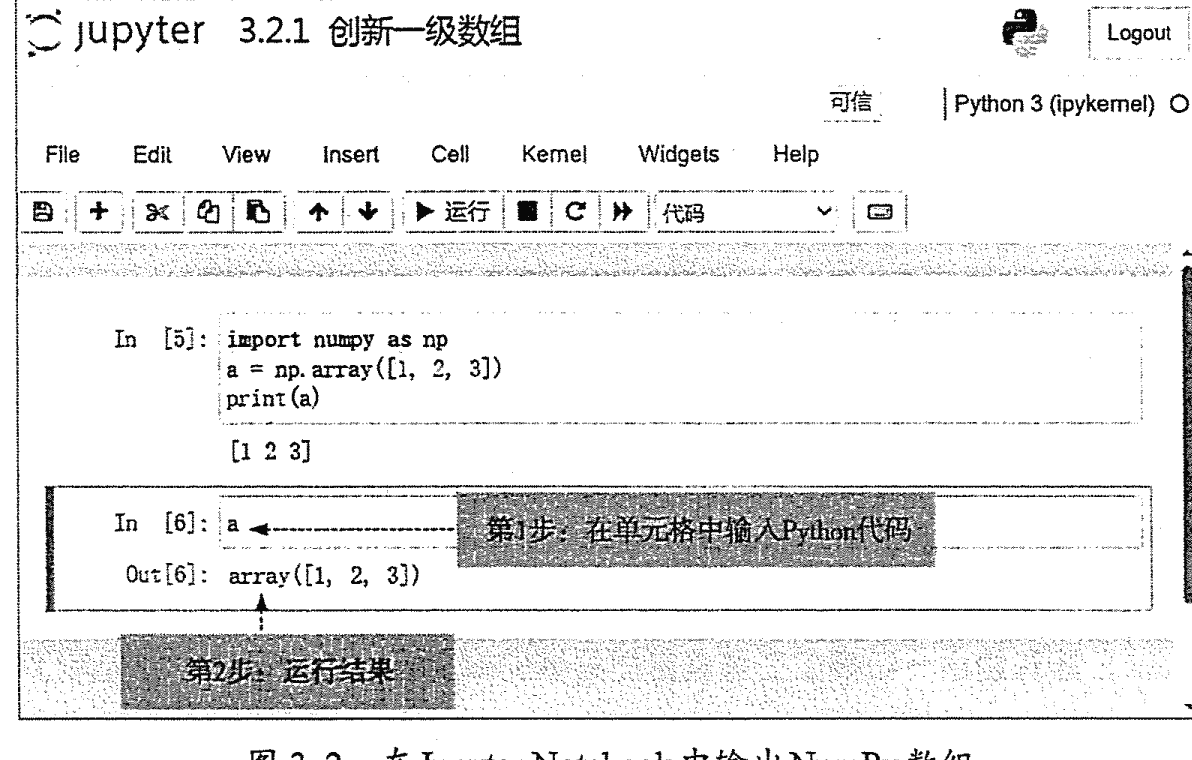 jupyter 3.2.1 创新一级数组
Logout
可信
Python 3 (ipykernel)
File Edit View Insert Cell Kernel Widgets Help
运行 代码
In [5]: import numpy as np
a = np.array([1, 2, 3])
print(a)
[1 2 3]
In [6]: a
第1步：在单元格中输入Python代码
Out[6]: array([1, 2, 3])
第2步：运行结果